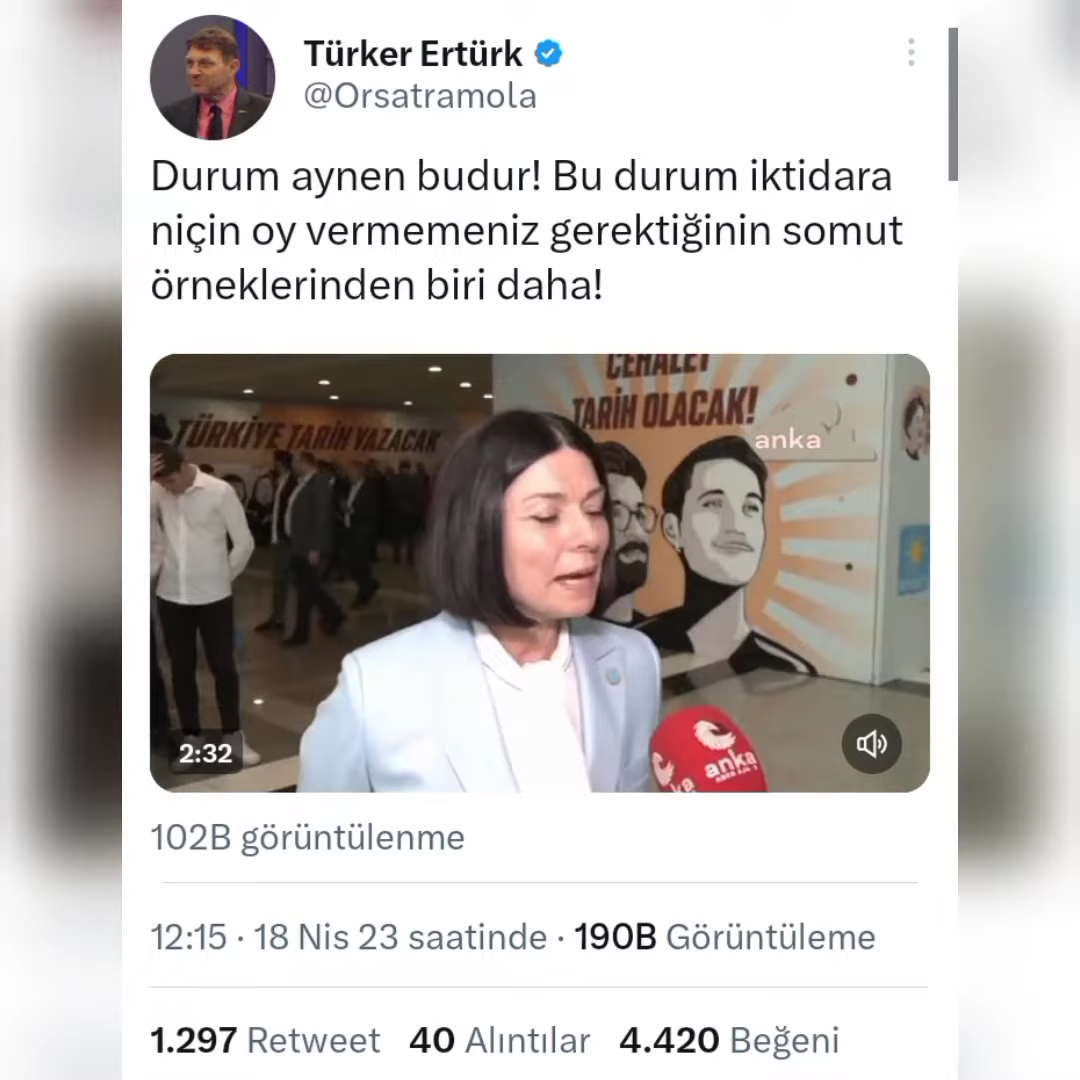 Türker Ertürk
@Orsatramola
Durum aynen budur! Bu durum iktidara
niçin oy vermemeniz gerektiğinin somut
örneklerinden biri daha!
CEHALET
TARİH OLACAK!
TÜRKİYE TARİH YAZACAK
anka
anka
ka
2:32
102B görüntülenme
12:15 · 18 Nis 23 saatinde · 190B Görüntüleme
1.297 Retweet 40 Alıntılar 4.420 Beğeni